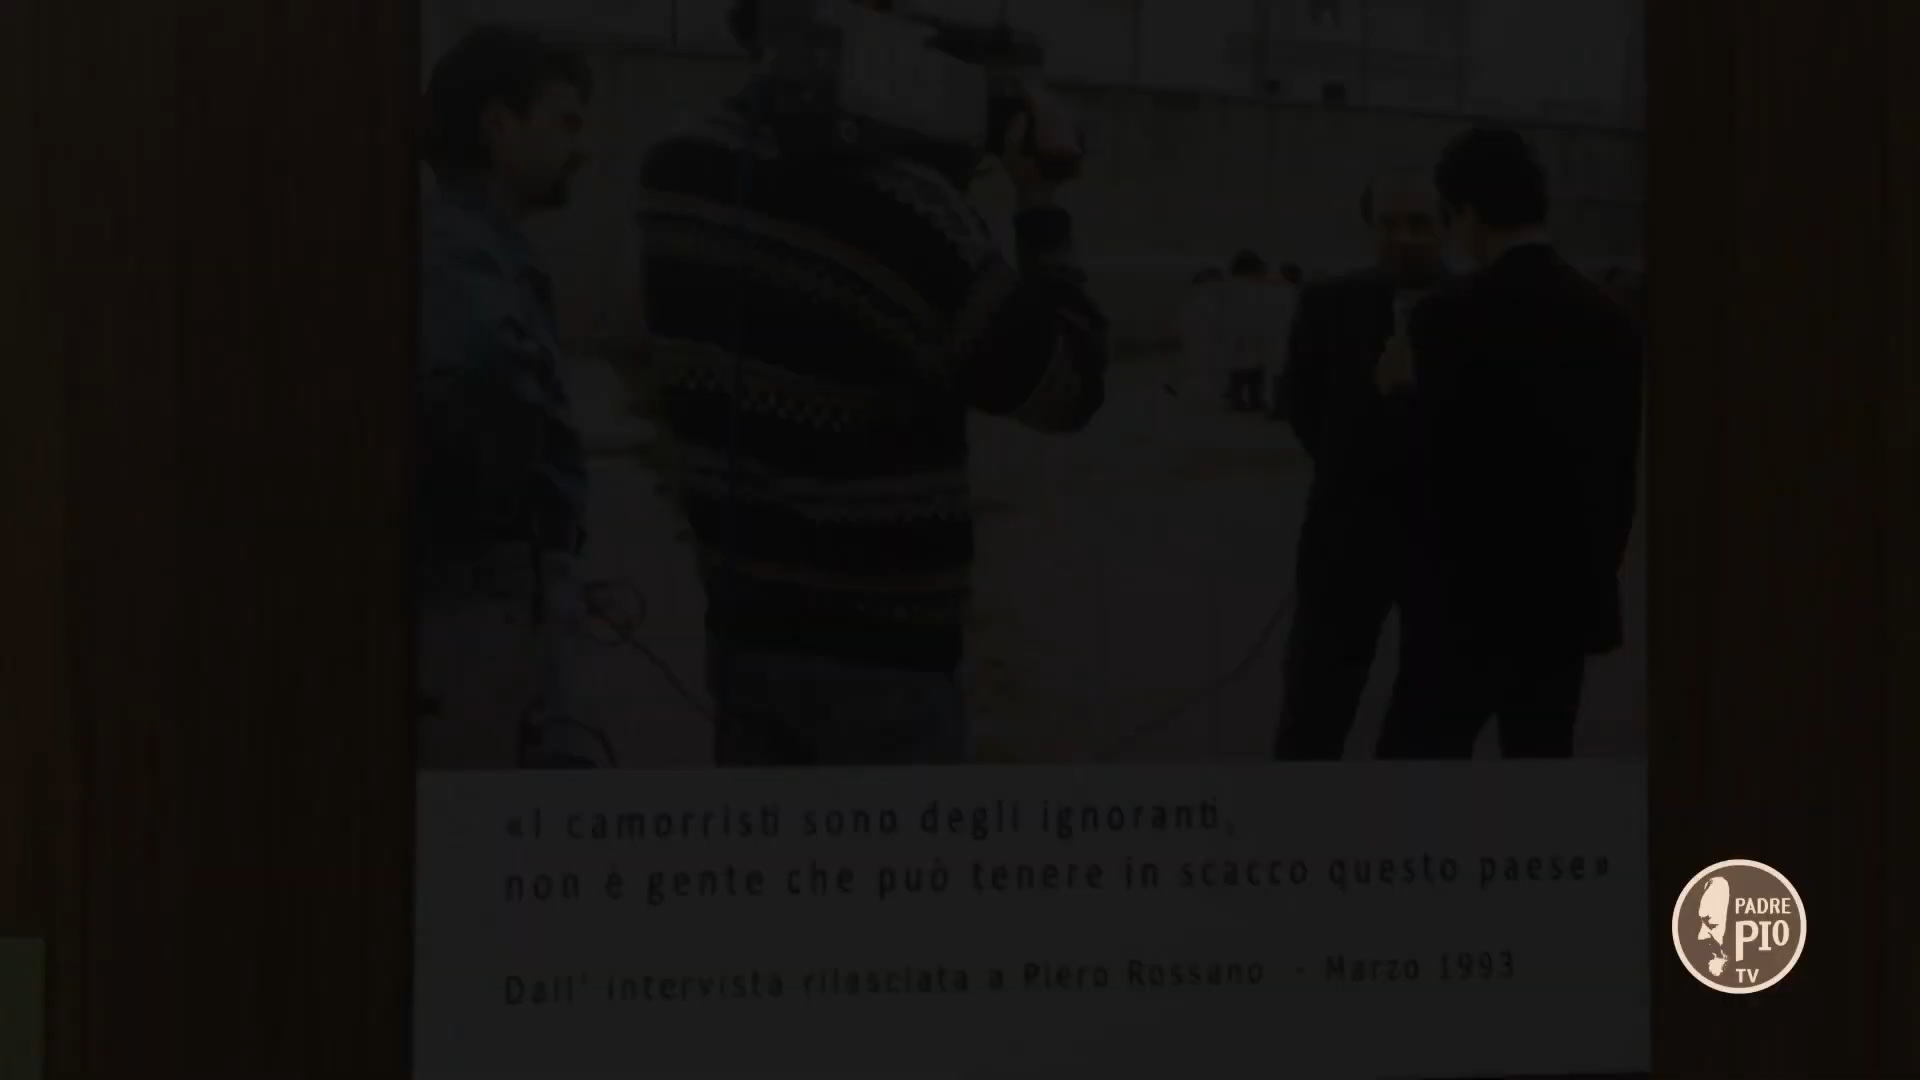 «I camorristi sono degli ignoranti,
non è gente che può tenere in scacco questo paese»
Dall' intervista rilasciata a Piero Rossano - Marzo 1993
PADRE
PIO
TV